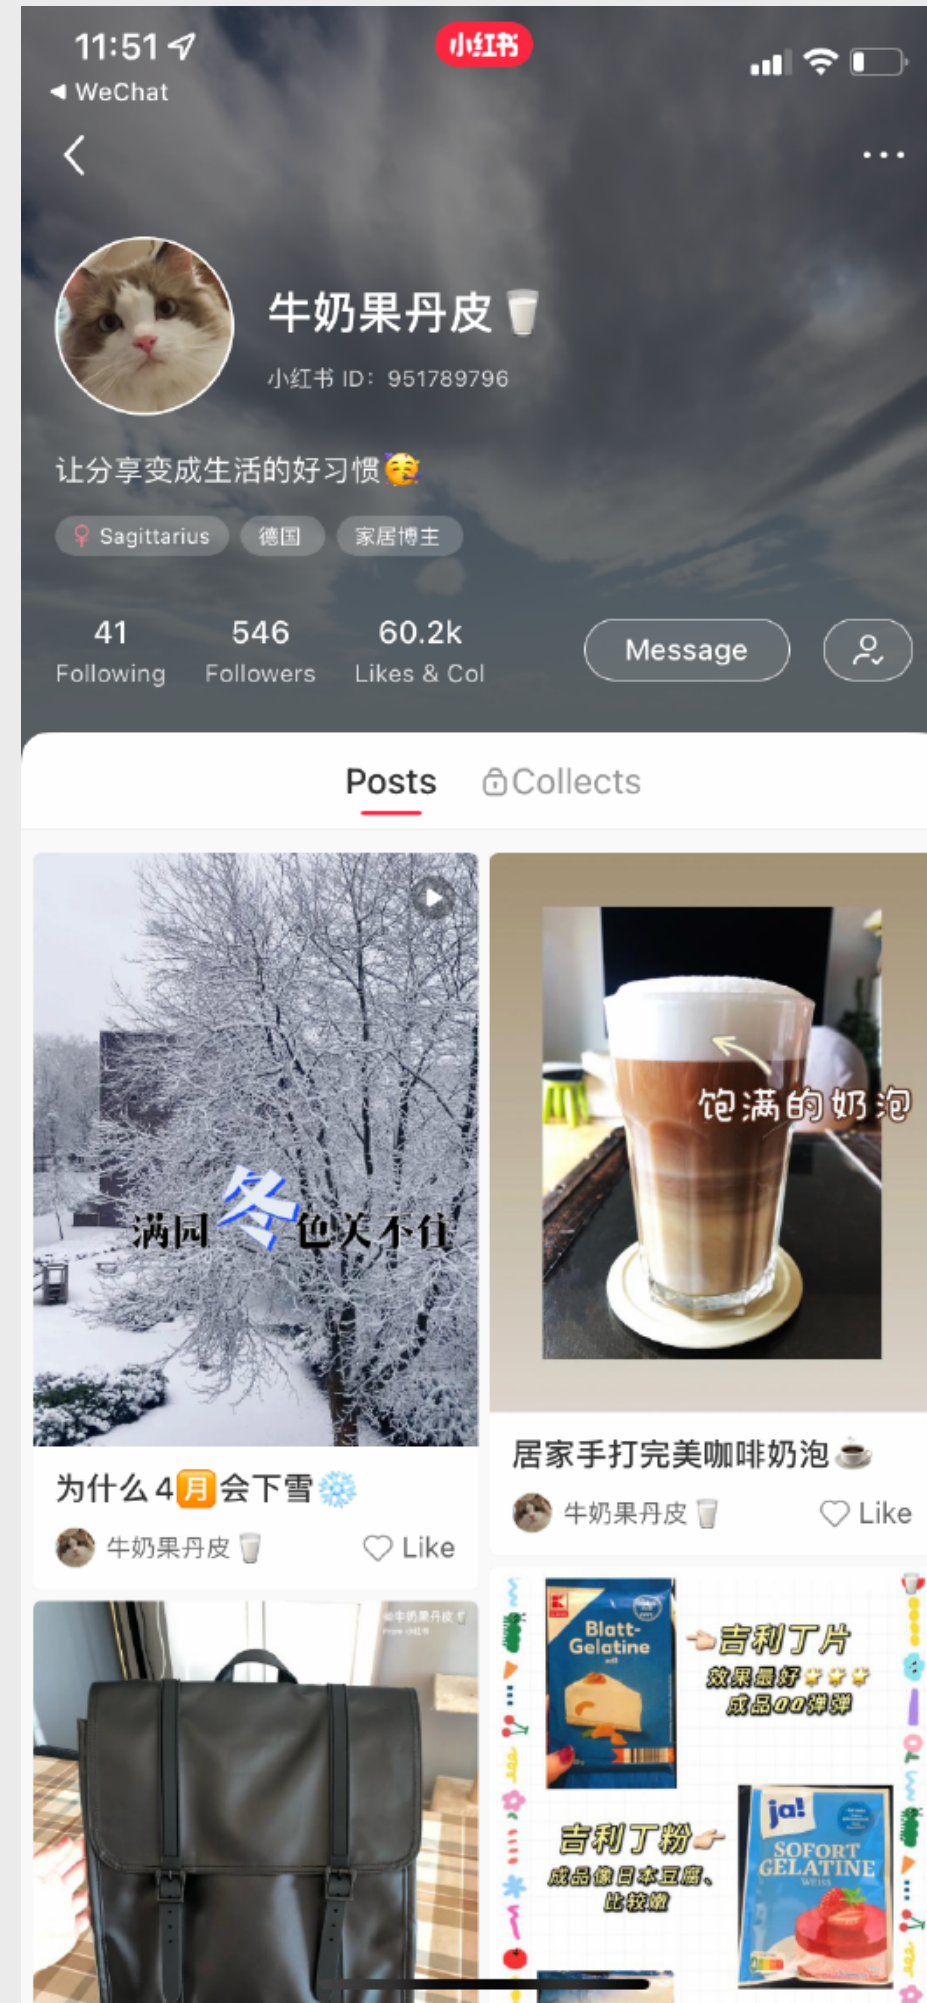 11:51
小红书
WeChat
牛奶果丹皮
小红书 ID：951789796
让分享变成生活的好习惯
Sagittarius
德国
家居博主
41
Following
546
Followers
60.2k
Likes & Col
Message
Posts
Collects
满园冬色关不住
为什么4月会下雪
牛奶果丹皮
Like
饱满的奶泡
居家手打完美咖啡奶泡
牛奶果丹皮
Like
@牛奶果丹皮
Blatt-
Gelatine
吉利丁片
效果最好
成品QQ弹弹
吉利丁粉
成品像日本豆腐、
比较嫩
ja!
SOFORT
GELATINE
WEISS